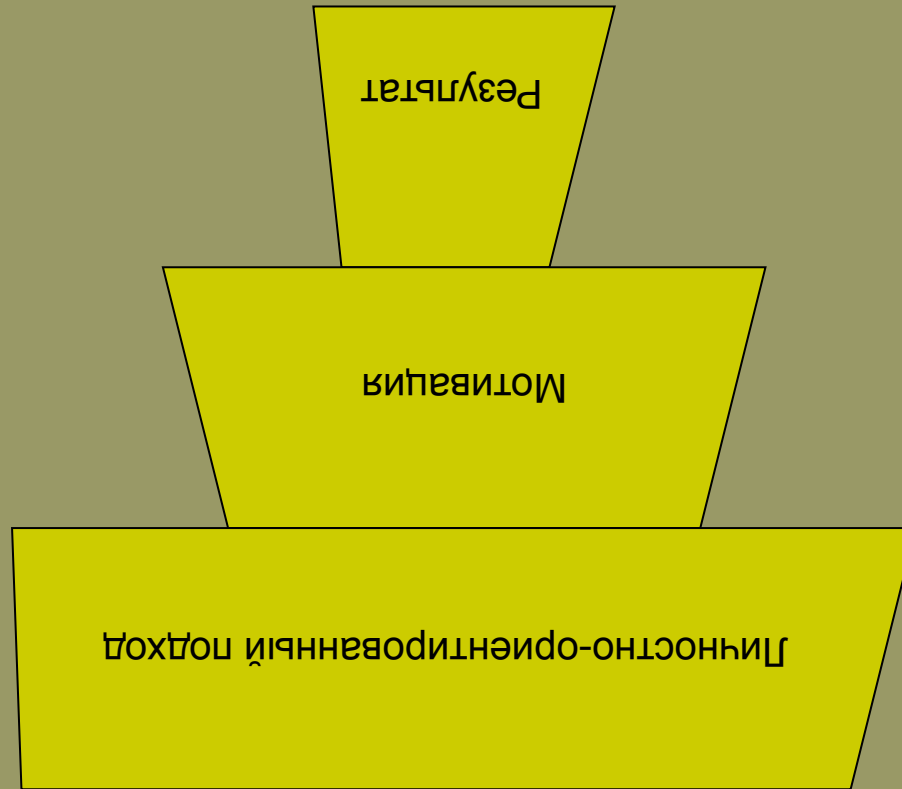 Результат
Мотивация
Личностно-ориентированный подход